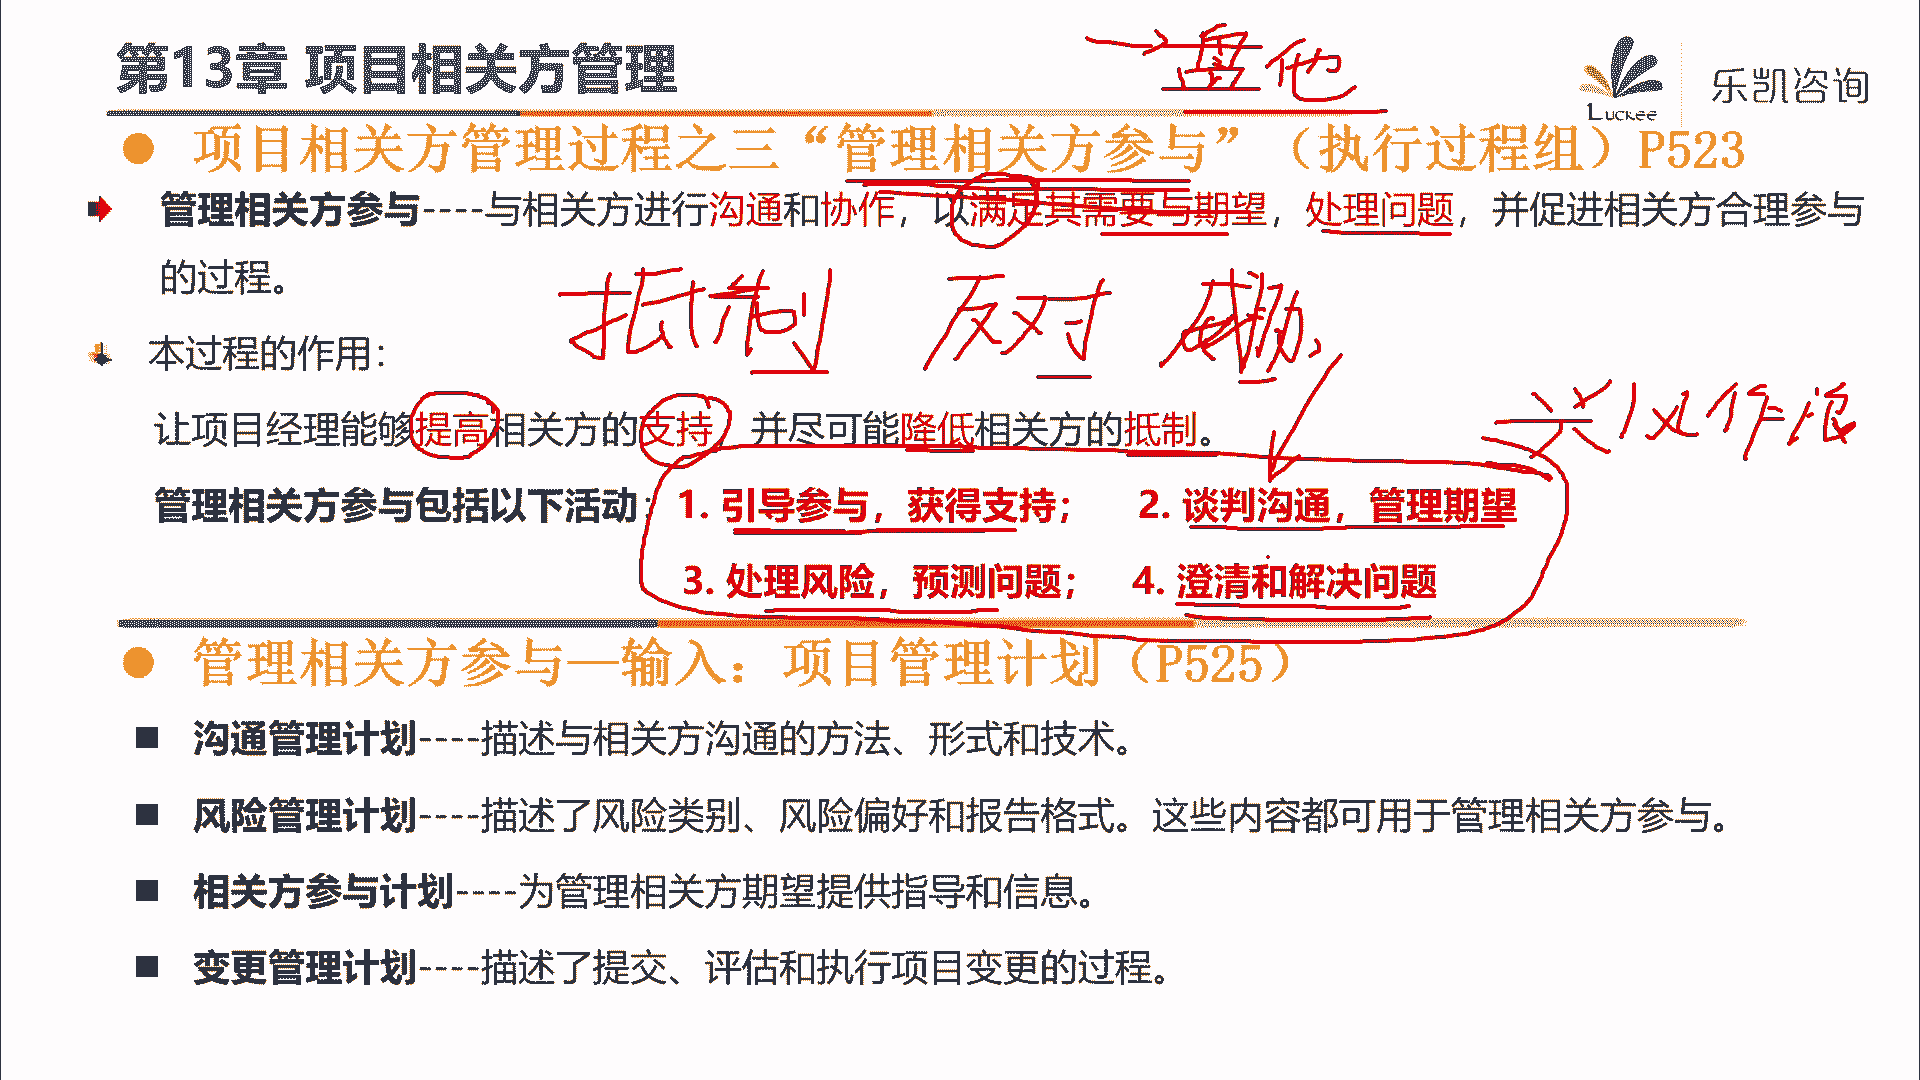 第13章 项目相关方管理
盘他
Luckee
乐凯咨询
项目相关方管理过程之三“管理相关方参与”（执行过程组）P523
管理相关方参与----与相关方进行沟通和协作，以满足其需要与期望，处理问题，并促进相关方合理参与
的过程。
抵制 反对 威胁
本过程的作用：
让项目经理能够提高相关方的支持 并尽可能降低相关方的抵制。
管理相关方参与包括以下活动：1. 引导参与，获得支持； 2. 谈判沟通，管理期望
3. 处理风险，预测问题； 4. 澄清和解决问题
管理相关方参与—输入：项目管理计划（P525）
沟通管理计划----描述与相关方沟通的方法、形式和技术。
风险管理计划----描述了风险类别、风险偏好和报告格式。这些内容都可用于管理相关方参与。
相关方参与计划----为管理相关方期望提供指导和信息。
变更管理计划----描述了提交、评估和执行项目变更的过程。